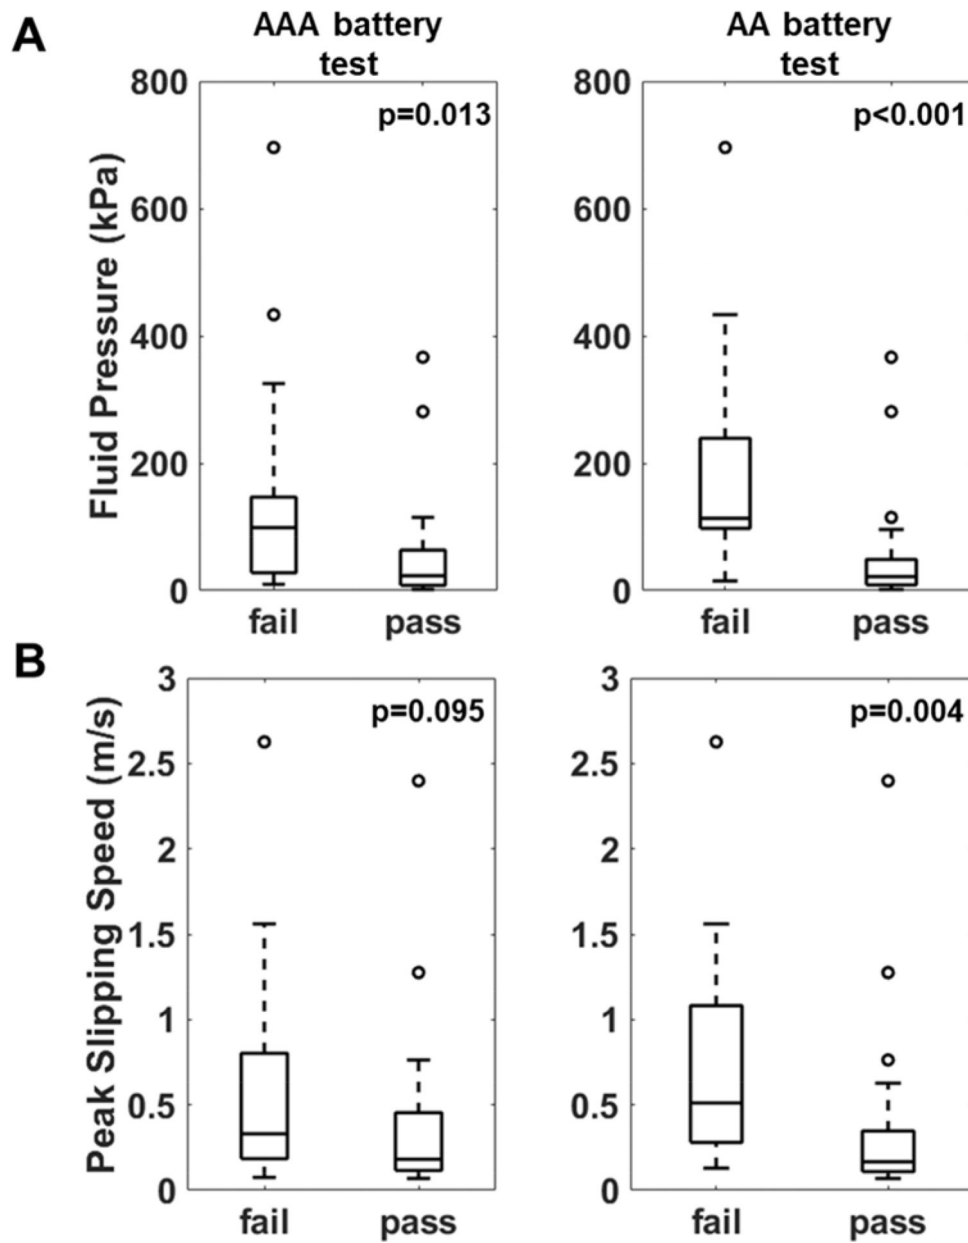 A
AAA battery
test
AA battery
test
Fluid Pressure (kPa)
800
600
400
200
0
p=0.013
fail
pass
800
600
400
200
0
p<0.001
fail
pass
B
Peak Slipping Speed (m/s)
3
2.5
2
1.5
1
0.5
0
p=0.095
fail
pass
3
2.5
2
1.5
1
0.5
0
p=0.004
fail
pass